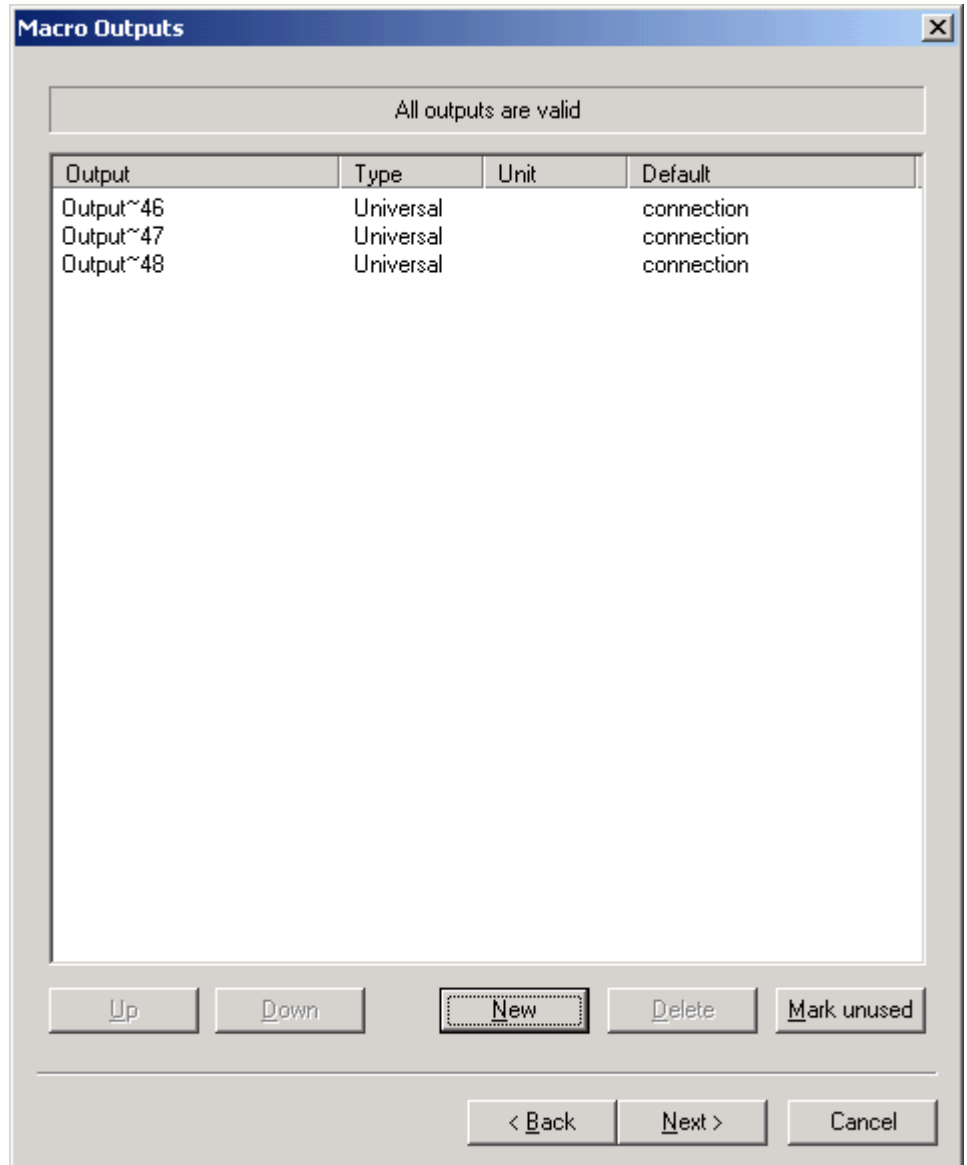 Macro Outputs
All outputs are valid
Output Type Unit Default
Output~46 Universal connection
Output~47 Universal connection
Output~48 Universal connection
Up Down New Delete Mark unused
< Back Next > Cancel